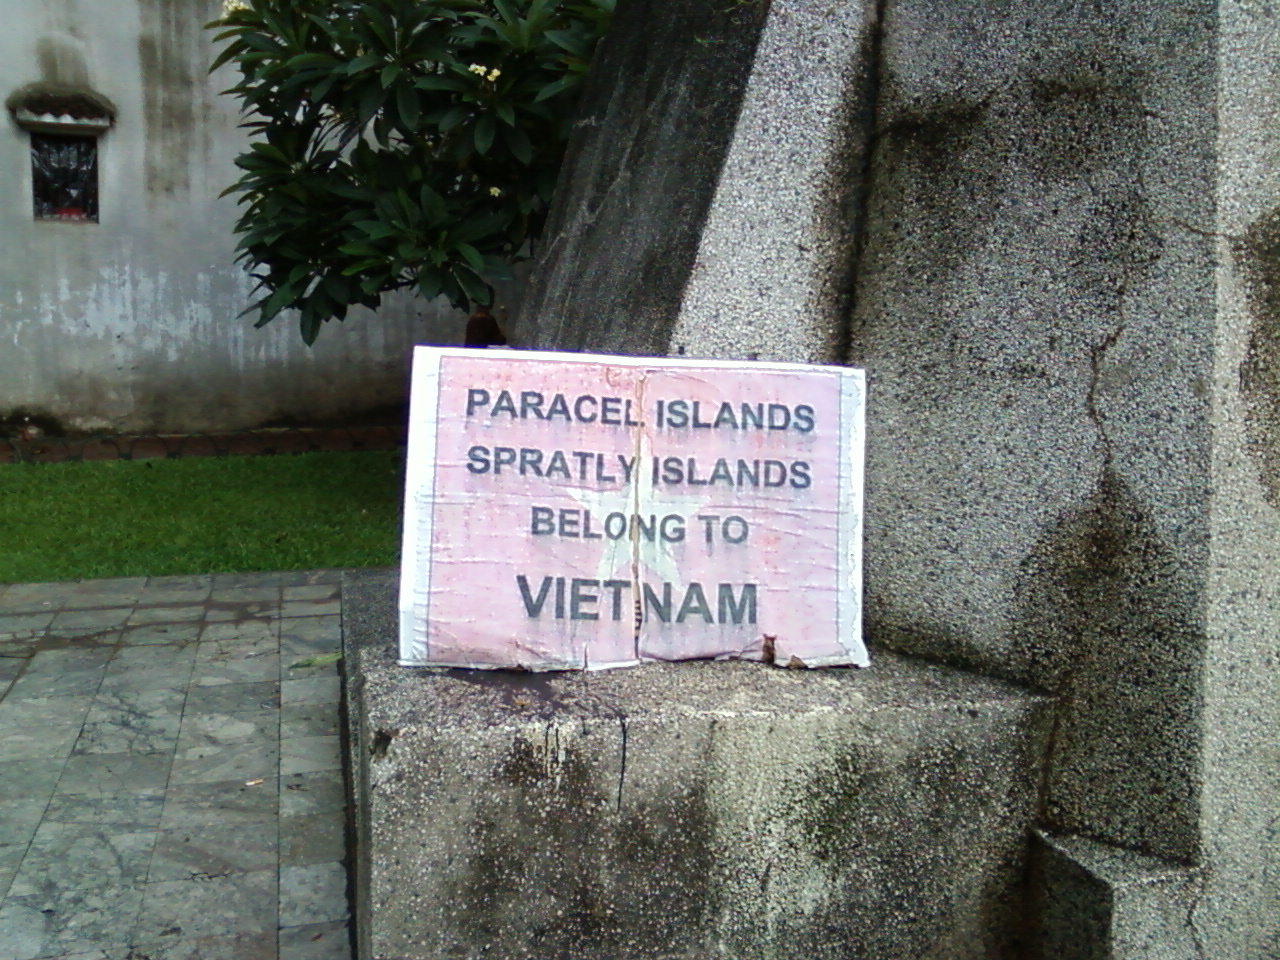 PARACEL ISLANDS
SPRATLY ISLANDS
BELONG TO
VIETNAM